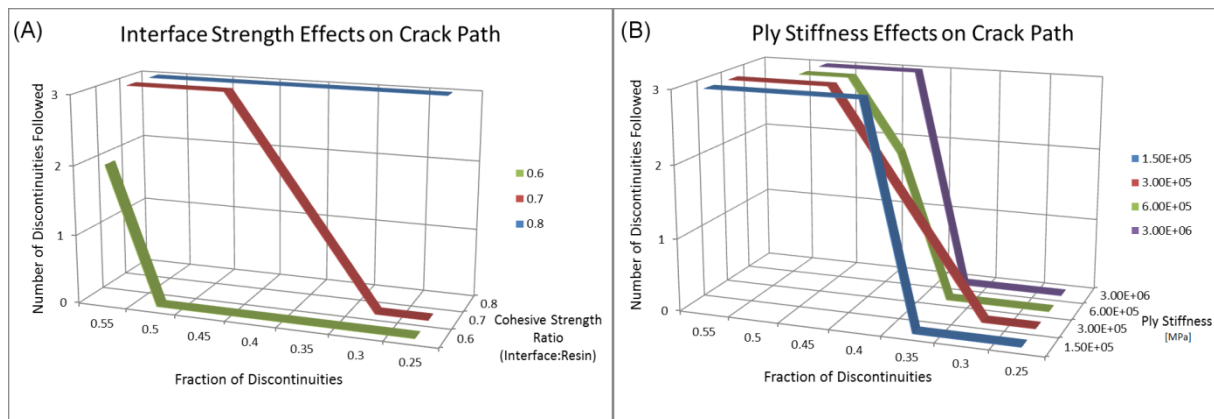 (A)
Interface Strength Effects on Crack Path
Number of Discontinuities Followed
3
2
1
0
0.55
0.5
0.45
0.4
0.35
0.3
0.25
Fraction of Discontinuities
0.8
0.7
0.6
Cohesive Strength
Ratio
(Interface:Resin)
0.6
0.7
0.8
(B)
Ply Stiffness Effects on Crack Path
Number of Discontinuities Followed
3
2
1
0
0.55
0.5
0.45
0.4
0.35
0.3
0.25
Fraction of Discontinuities
3.00E+06
6.00E+05
3.00E+05
1.50E+05
Ply Stiffness
[MPa]
1.50E+05
3.00E+05
6.00E+05
3.00E+06